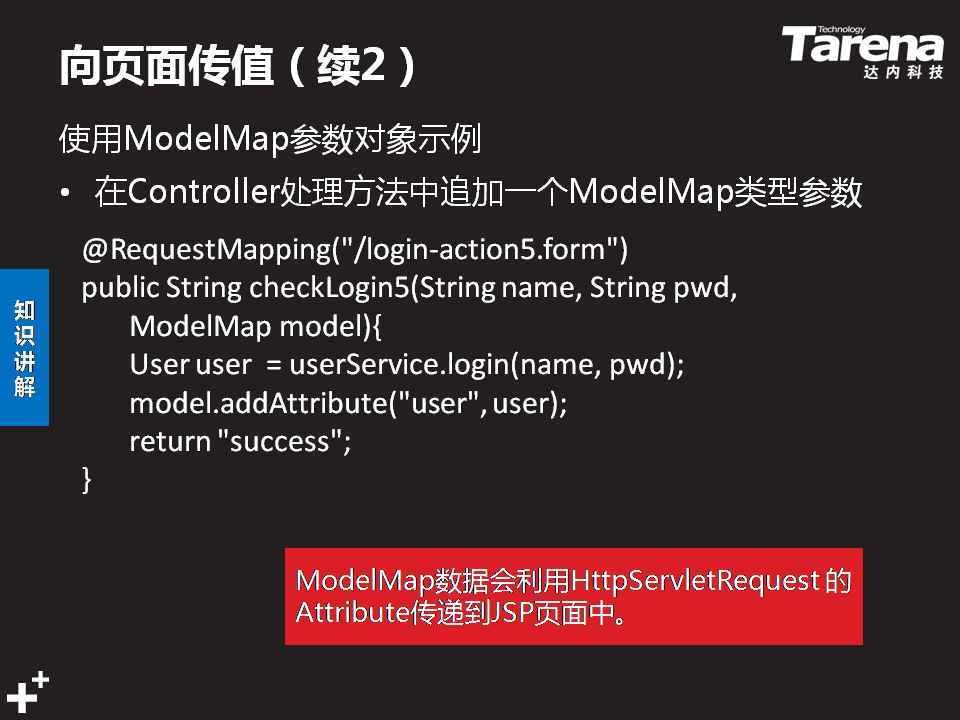 向页面传值（续2）
Technology
Tarena
达内科技
使用ModelMap参数对象示例
• 在Controller处理方法中追加一个ModelMap类型参数
@RequestMapping("/login-action5.form")
public String checkLogin5(String name, String pwd,
ModelMap model){
User user  = userService.login(name, pwd);
model.addAttribute("user", user);
return "success";
}
知识讲解
ModelMap数据会利用HttpServletRequest 的
Attribute传递到JSP页面中。